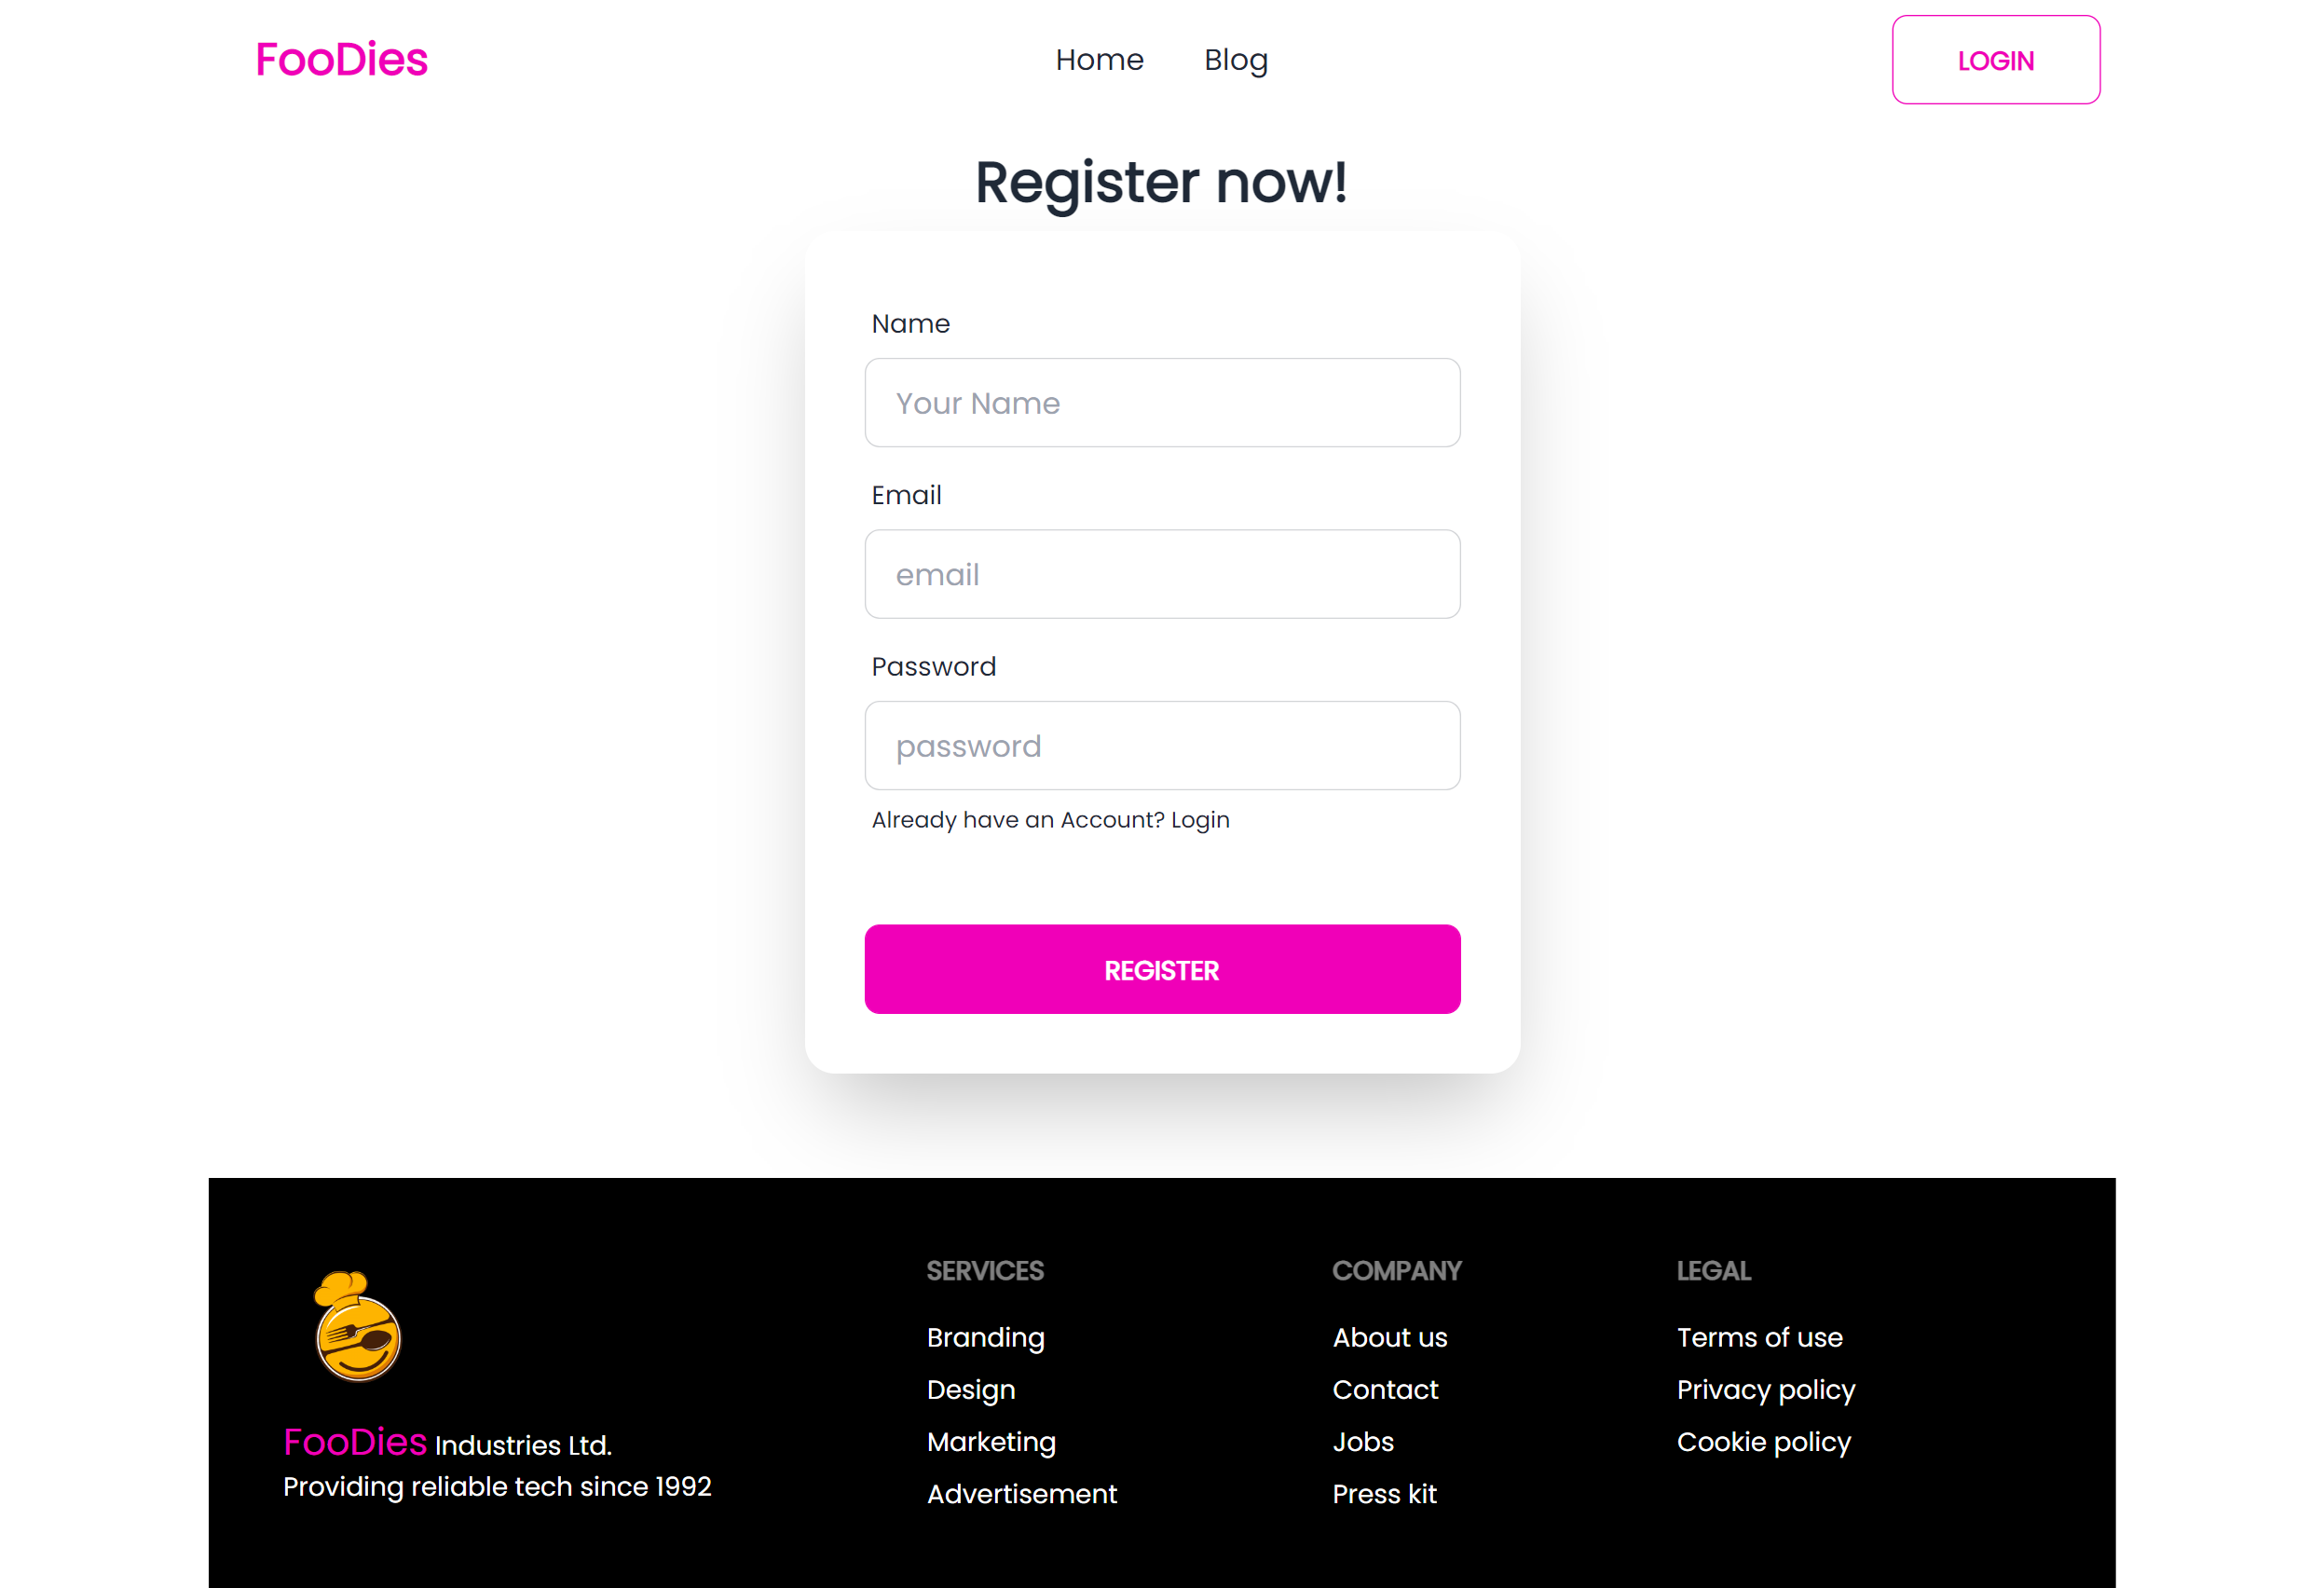 FooDies
Home
Blog
LOGIN
Register now!
Name
Your Name
Email
email
Password
password
Already have an Account? Login
REGISTER
FooDies Industries Ltd.
Providing reliable tech since 1992
SERVICES
Branding
Design
Marketing
Advertisement
COMPANY
About us
Contact
Jobs
Press kit
LEGAL
Terms of use
Privacy policy
Cookie policy